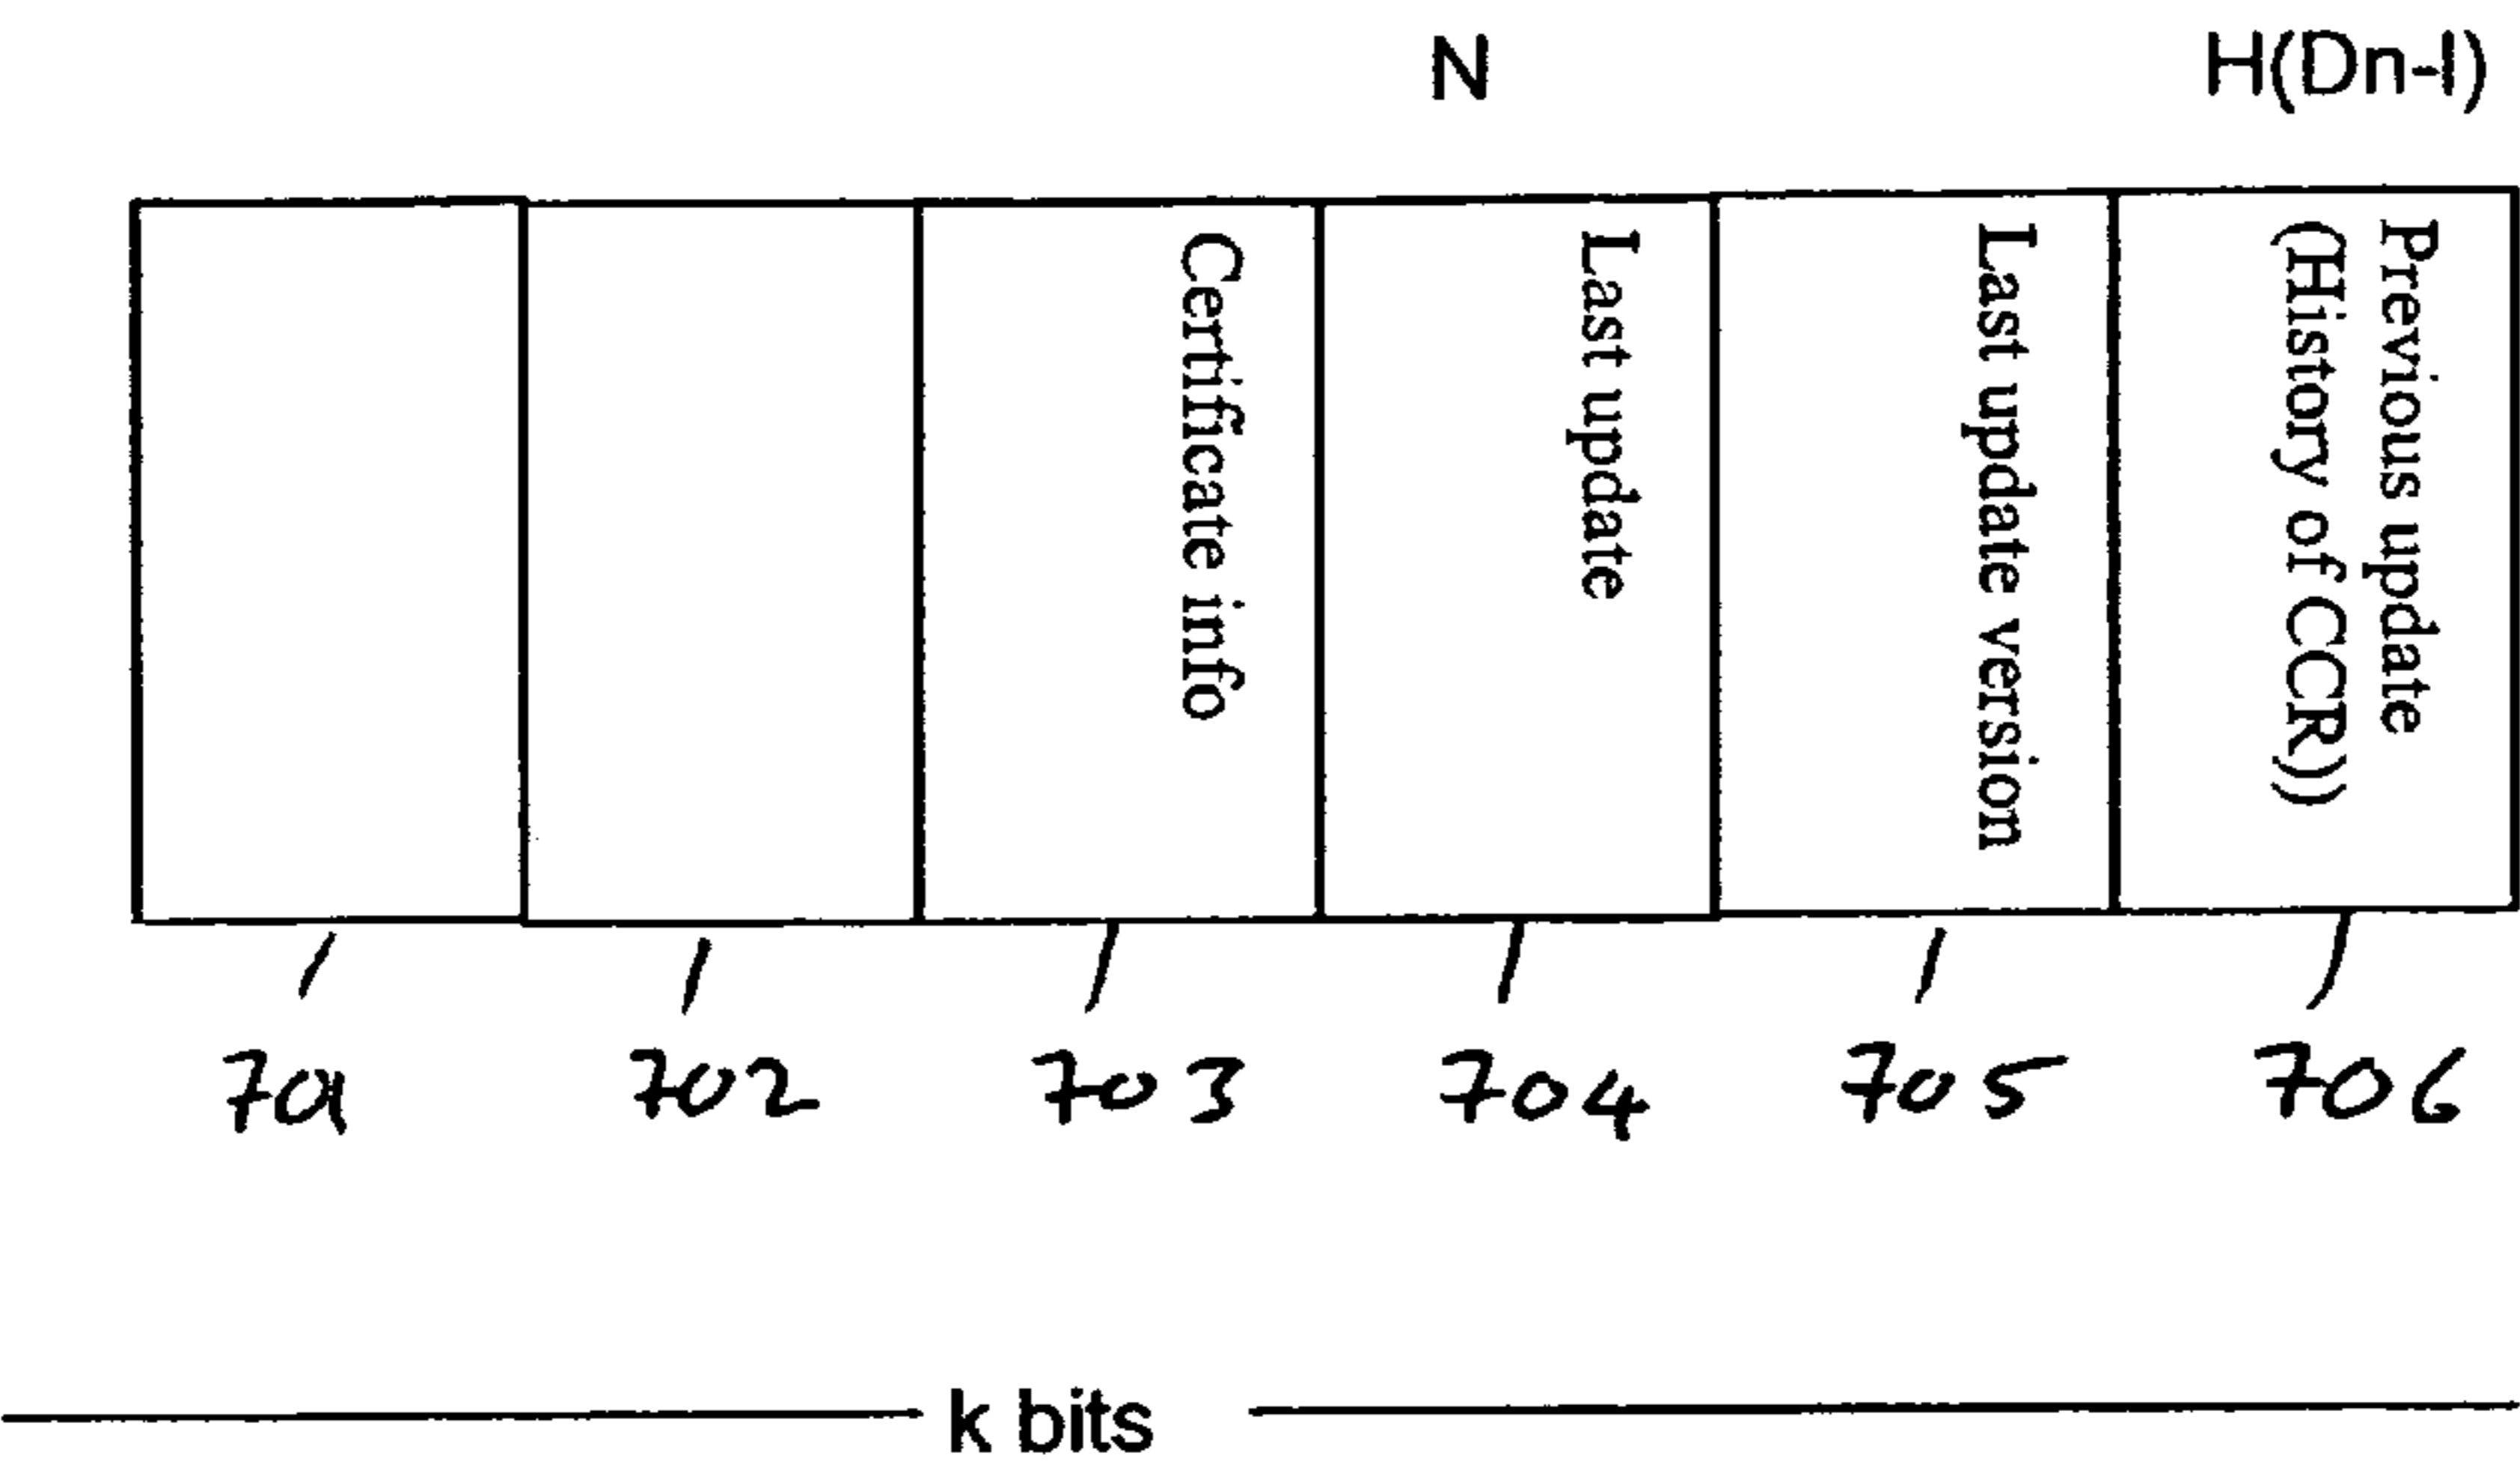 N
H(Dn-I)
Certificate info
Last update
Last update version
Previous update
(History of CCR))
701
702
703
704
705
706
k bits